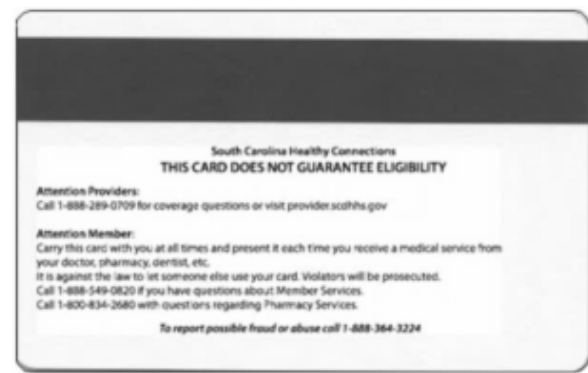 South Carolina Healthy Connections
THIS CARD DOES NOT GUARANTEE ELIGIBILITY
Attention Providers:
Call 1-888-289-0709 for coverage questions or visit provider.scdhhs.gov
Attention Member:
Carry this card with you at all times and present it each time you receive a medical service from
your doctor, pharmacy, dentist, etc.
It is against the law to let someone else use your card. Violators will be prosecuted.
Call 1-888-549-0820 if you have questions about Member Services.
Call 1-800-834-2680 with questions regarding Pharmacy Services.
To report possible fraud or abuse call 1-888-364-3224